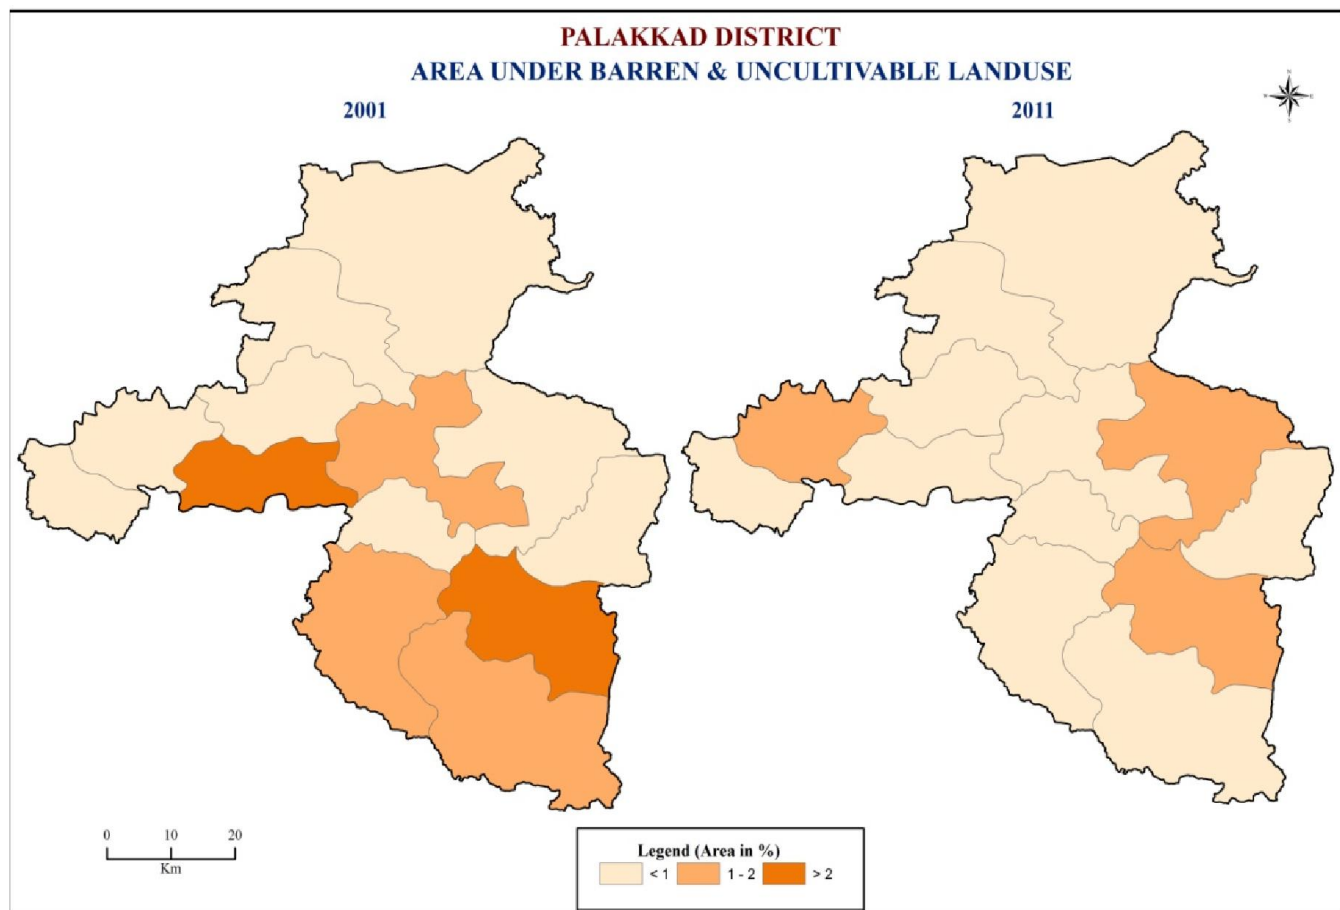 PALAKKAD DISTRICT
AREA UNDER BARREN & UNCULTIVABLE LANDUSE
2001
2011
N
W E
S
0 10 20
Km
Legend (Area in %)
< 1 1 - 2 > 2